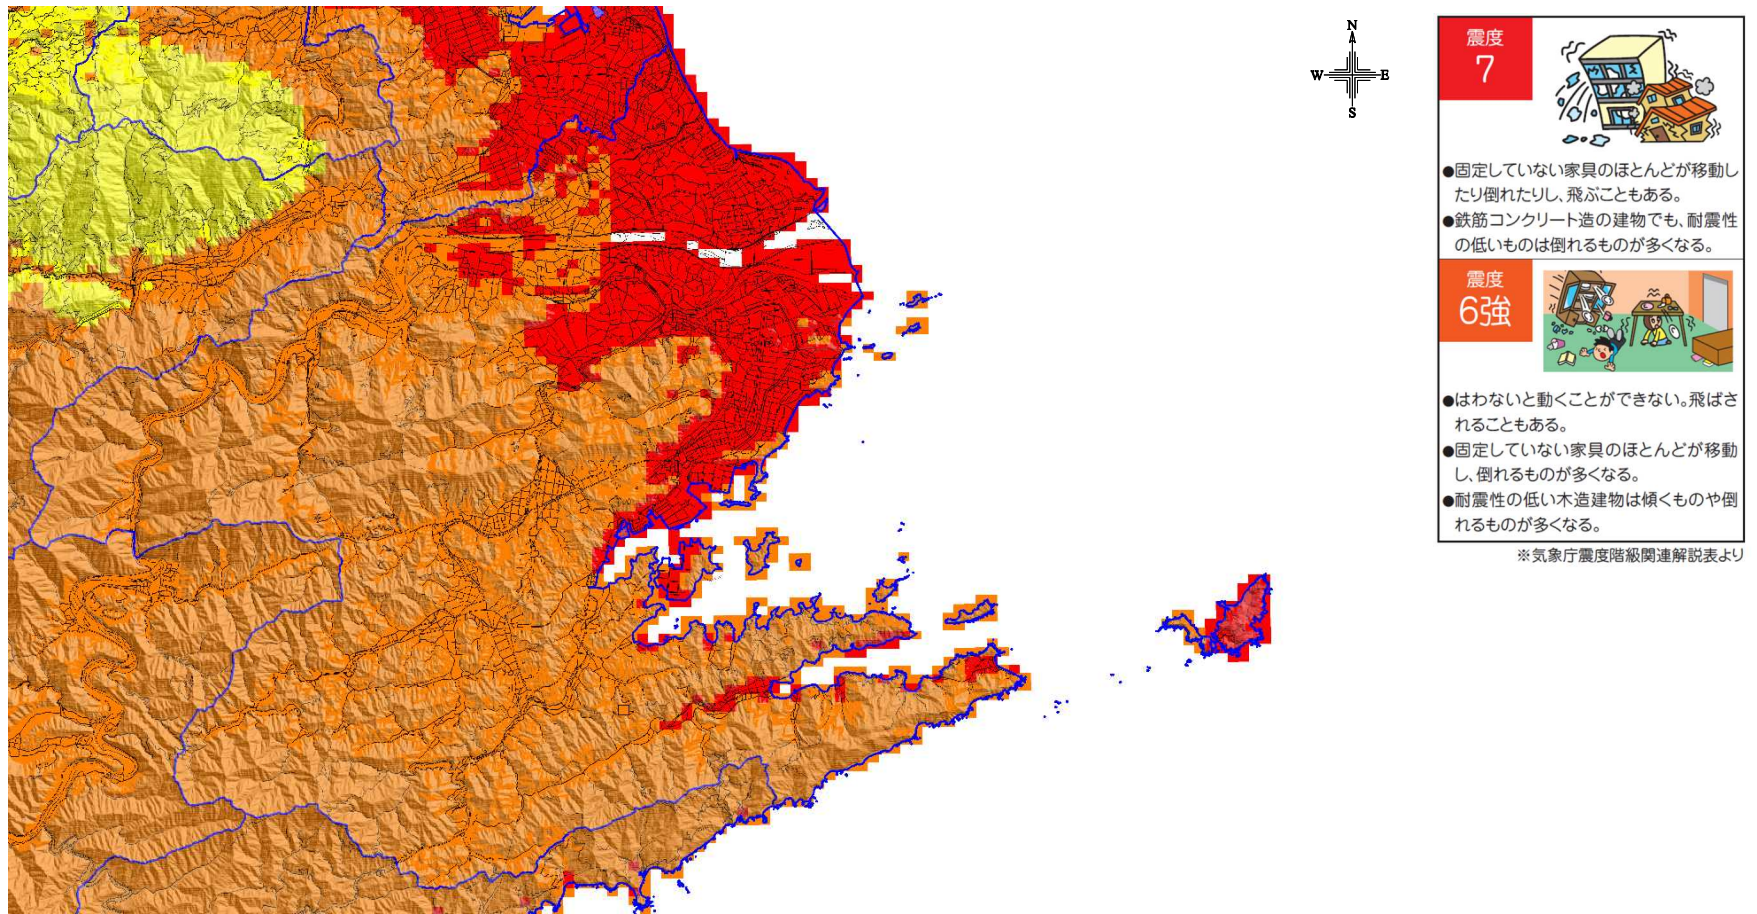 N
W
E
S
震度
7
●固定していない家具のほとんどが移動し
たり倒れたりし、飛ぶこともある。
●鉄筋コンクリート造の建物でも、耐震性
の低いものは倒れるものが多くなる。
震度
6強
●はわないと動くことができない。飛ばさ
れることもある。
●固定していない家具のほとんどが移動
し、倒れるものが多くなる。
●耐震性の低い木造建物は傾くものや倒
れるものが多くなる。
※気象庁震度階級関連解説表より